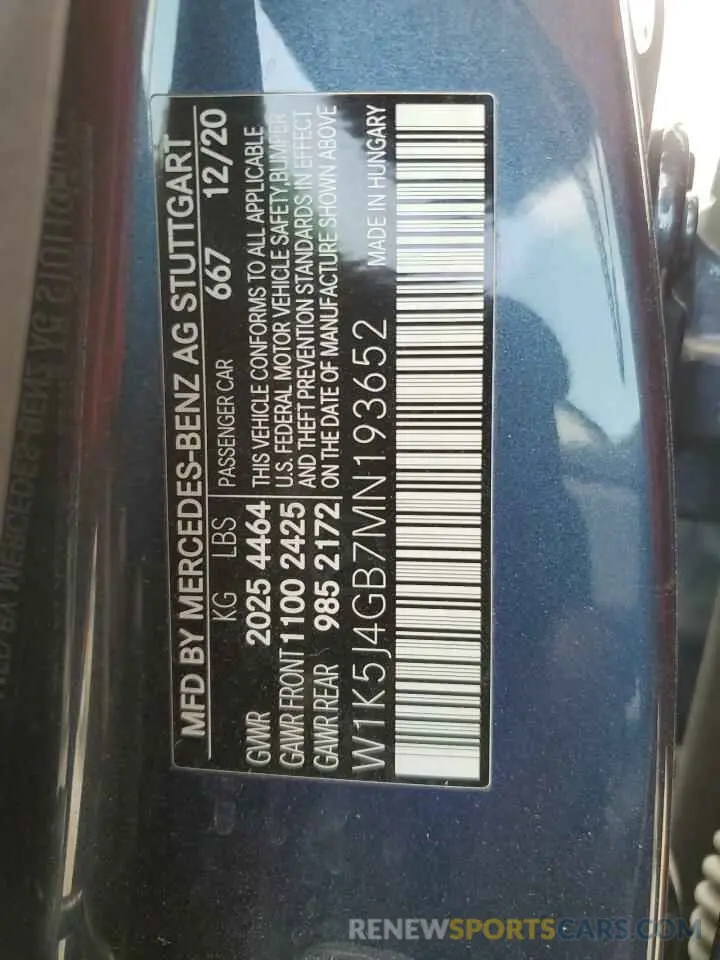 MFD BY MERCEDES-BENZ AG STUTTGART
KG LBS PASSENGER CAR 667 12/20
GWR 2025 4464 THIS VEHICLE CONFORMS TO ALL APPLICABLE
GAWR FRONT 1100 2425 U.S. FEDERAL MOTOR VEHICLE SAFETY, BUMPER
GAWR REAR 985 2172 AND THEFT PREVENTION STANDARDS IN EFFECT
ON THE DATE OF MANUFACTURE SHOWN ABOVE
W1K5J4GB7MN193652 MADE IN HUNGARY
RENEWSPORTSCARS.COM